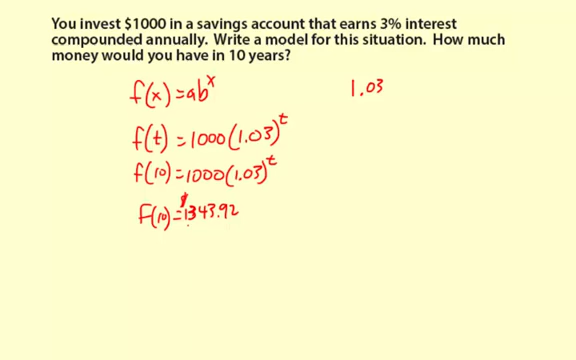 You invest $1000 in a savings account that earns 3% interest
compounded annually. Write a model for this situation. How much
money would you have in 10 years?
f(x)=ab^x 1.03
f(t)=1000(1.03)^t
f(10)=1000(1.03)^t
f(10)=$1343.92